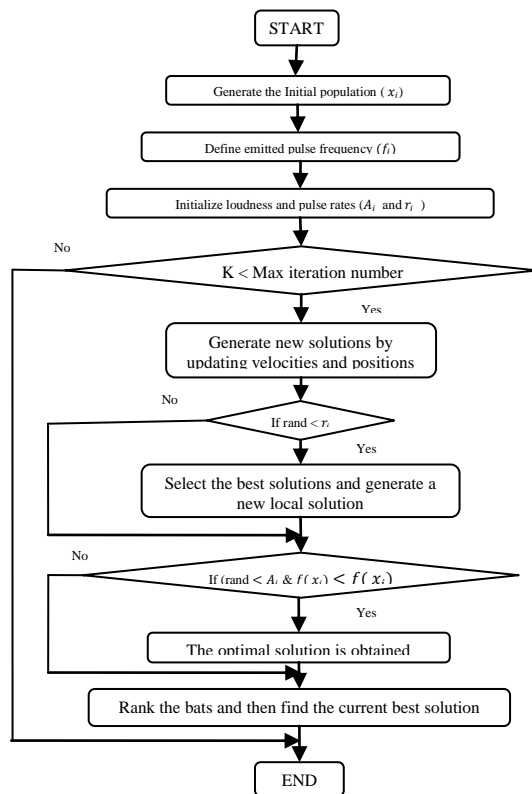 START
Generate the Initial population ( xᵢ)
Define emitted pulse frequency (fᵢ)
Initialize loudness and pulse rates (Aᵢ and rᵢ )
No
K < Max iteration number
Yes
Generate new solutions by
updating velocities and positions
No
If rand < rᵢ
Yes
Select the best solutions and generate a
new local solution
No
If (rand < Aᵢ & f( xᵢ) < f( xᵢ)
Yes
The optimal solution is obtained
Rank the bats and then find the current best solution
No
END